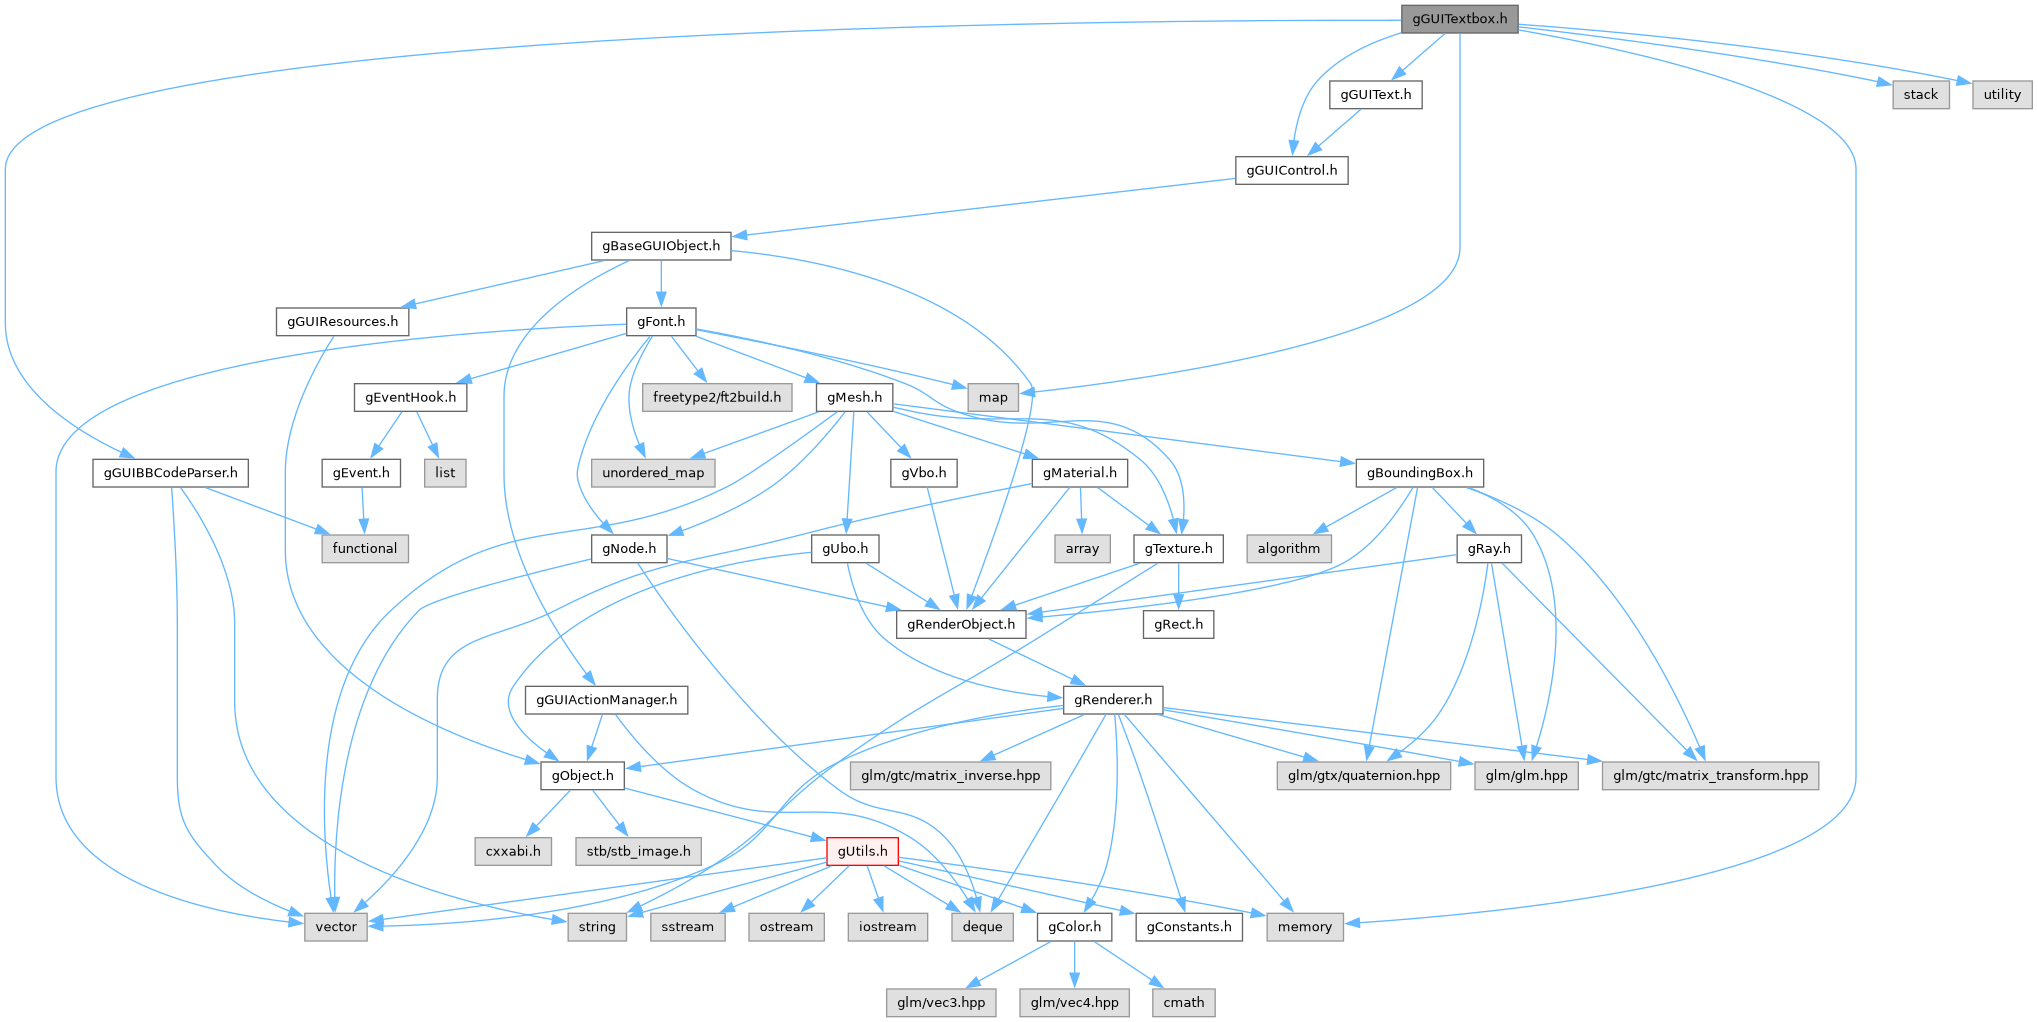 gGUITextbox.h
gGUIText.h
stack
utility
gGUIControl.h
gBaseGUIObject.h
gGUIResources.h
gFont.h
gEventHook.h
freetype2/ft2build.h
gMesh.h
map
gGUIBBCodeParser.h
gEvent.h
list
unordered_map
gVbo.h
gMaterial.h
gBoundingBox.h
functional
gNode.h
gUbo.h
array
gTexture.h
algorithm
gRay.h
gRenderObject.h
gRect.h
gGUIActionManager.h
gRenderer.h
gObject.h
glm/gtc/matrix_inverse.hpp
glm/gtx/quaternion.hpp
glm/glm.hpp
glm/gtc/matrix_transform.hpp
cxxabi.h
stb/stb_image.h
gUtils.h
vector
string
sstream
ostream
iostream
deque
gColor.h
gConstants.h
memory
glm/vec3.hpp
glm/vec4.hpp
cmath